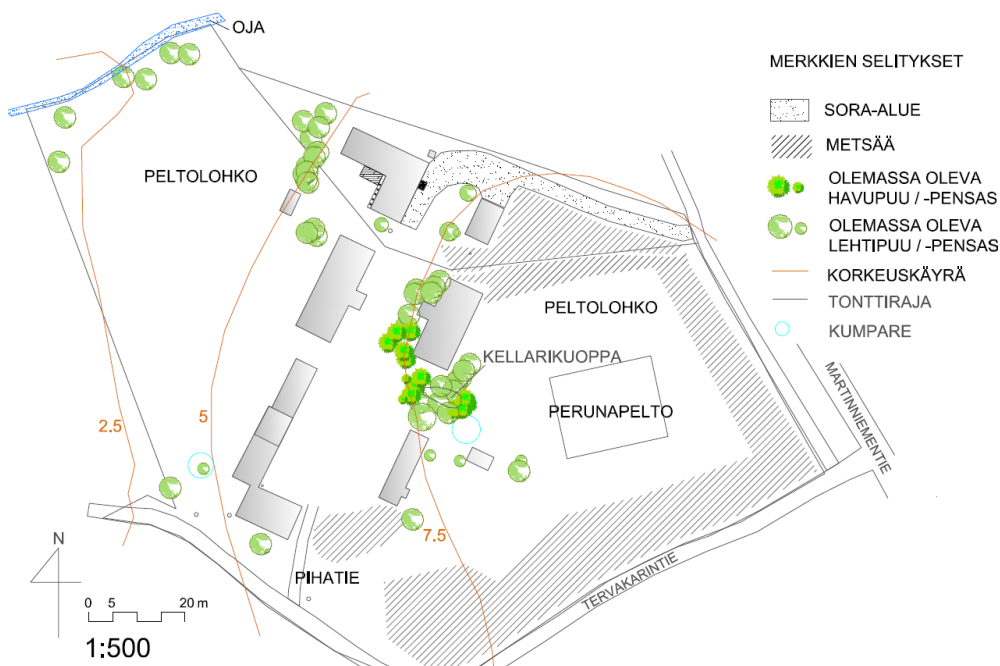 OJA
MERKKIEN SELITYKSET
SORA-ALUE
METSÄÄ
OLEMASSA OLEVA
HAVUPUU / -PENSAS
OLEMASSA OLEVA
LEHTIPUU / -PENSAS
KORKEUSKÄYRÄ
TONTTIRAJA
KUMPARE
PELTOLOHKO
PELTOLOHKO
KELLARIKUOPPA
PERUNAPELTO
MARTINNIEMENTIE
2.5
5
7.5
N
PIHATIE
TERVAKARINTIE
0 5 20 m
1:500